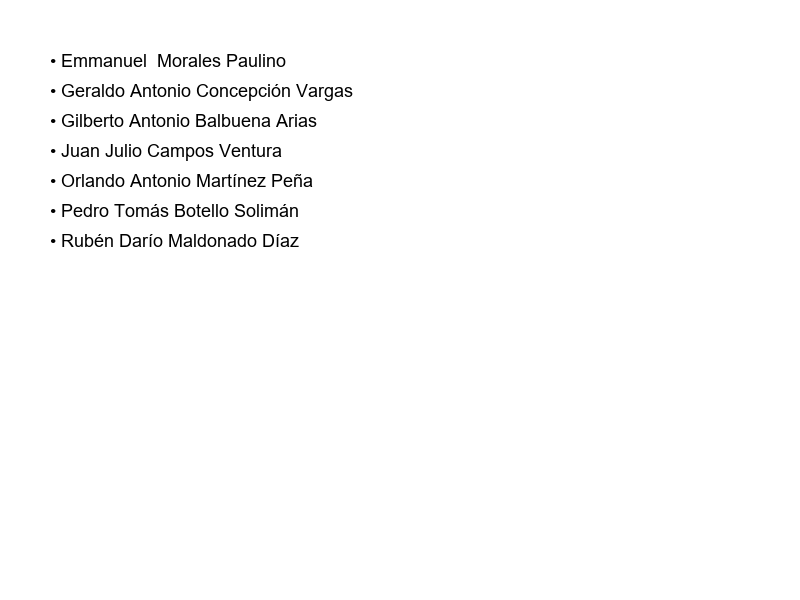 • Emmanuel  Morales Paulino
• Geraldo Antonio Concepción Vargas
• Gilberto Antonio Balbuena Arias
• Juan Julio Campos Ventura
• Orlando Antonio Martínez Peña
• Pedro Tomás Botello Solimán
• Rubén Darío Maldonado Díaz